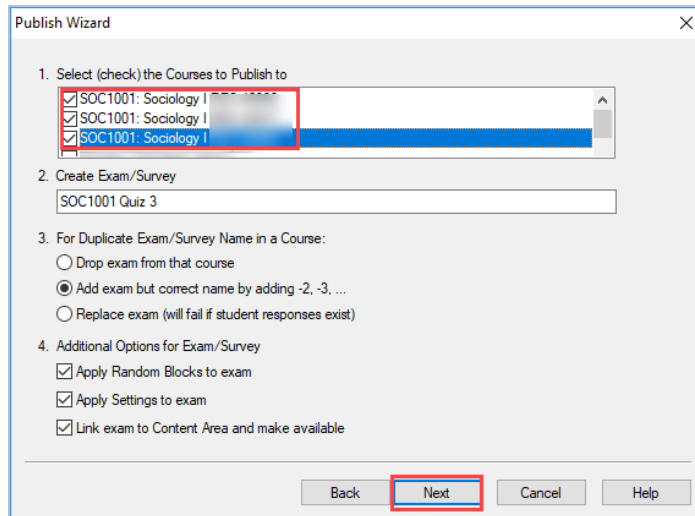 Publish Wizard
1. Select (check) the Courses to Publish to
SOC1001: Sociology I
SOC1001: Sociology I
SOC1001: Sociology I
2. Create Exam/Survey
SOC1001 Quiz 3
3. For Duplicate Exam/Survey Name in a Course:
Drop exam from that course
Add exam but correct name by adding -2, -3, ...
Replace exam (will fail if student responses exist)
4. Additional Options for Exam/Survey
Apply Random Blocks to exam
Apply Settings to exam
Link exam to Content Area and make available
Back Next Cancel Help